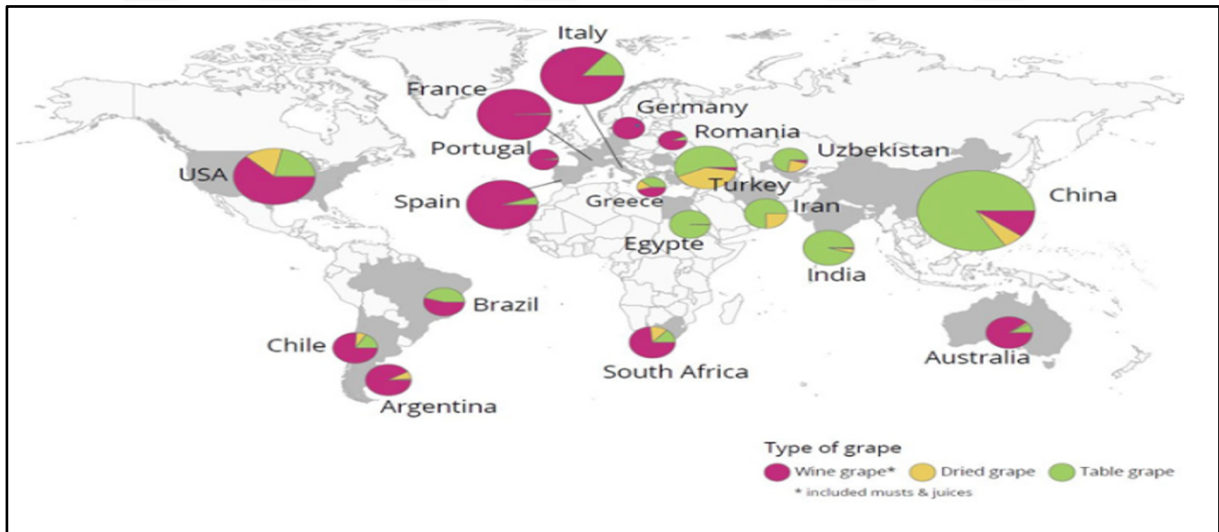 Italy
France
Germany
Romania
Portugal
Uzbekistan
USA
Turkey
China
Spain
Greece
Iran
Egypte
India
Brazil
Chile
Australia
South Africa
Argentina
Type of grape
Wine grape* Dried grape Table grape
* included musts & juices